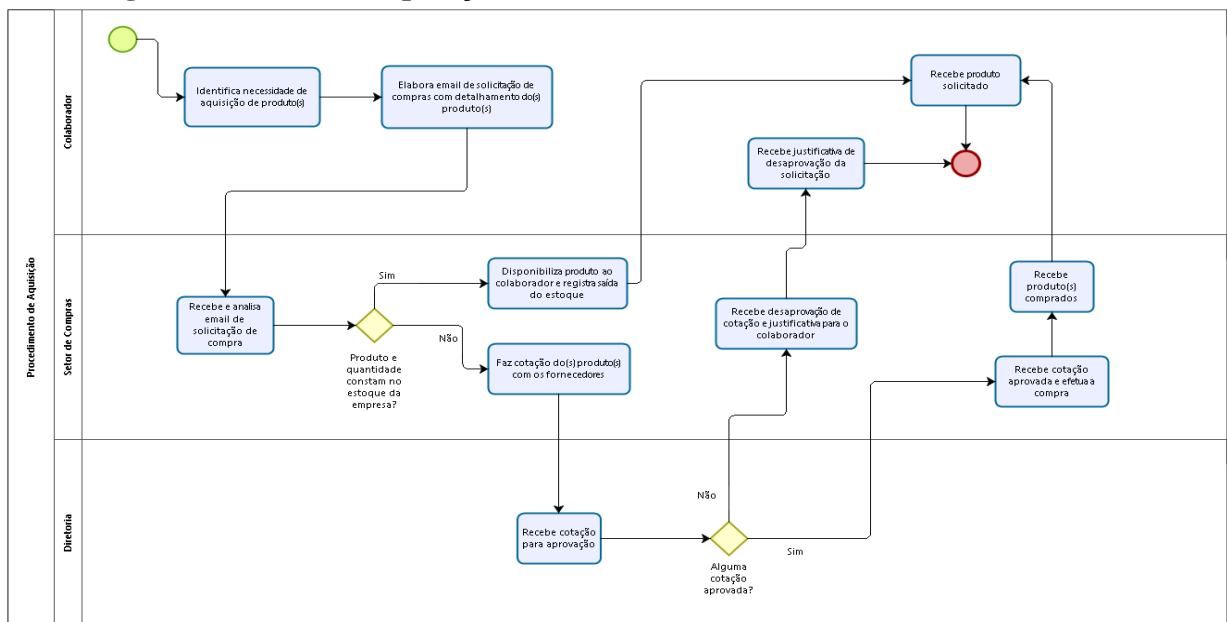 Procedimento de Aquisição
Colaborador
Identifica necessidade de
aquisição de produto(s)
Elabora email de solicitação de
compras com detalhamento do(s)
produto(s)
Recebe produto
solicitado
Recebe justificativa de
desaprovação da
solicitação
Setor de Compras
Recebe e analisa
email de
solicitação de
compra
Produto e
quantidade
constam no
estoque da
empresa?
Sim
Disponibiliza produto ao
colaborador e registra saída
do estoque
Não
Faz cotação do(s) produto(s)
com os fornecedores
Recebe desaprovação de
cotação e justificativa para o
colaborador
Recebe
produto(s)
comprados
Recebe cotação
aprovada e efetua a
compra
Diretoria
Recebe cotação
para aprovação
Não
Sim
Alguma
cotação
aprovada?